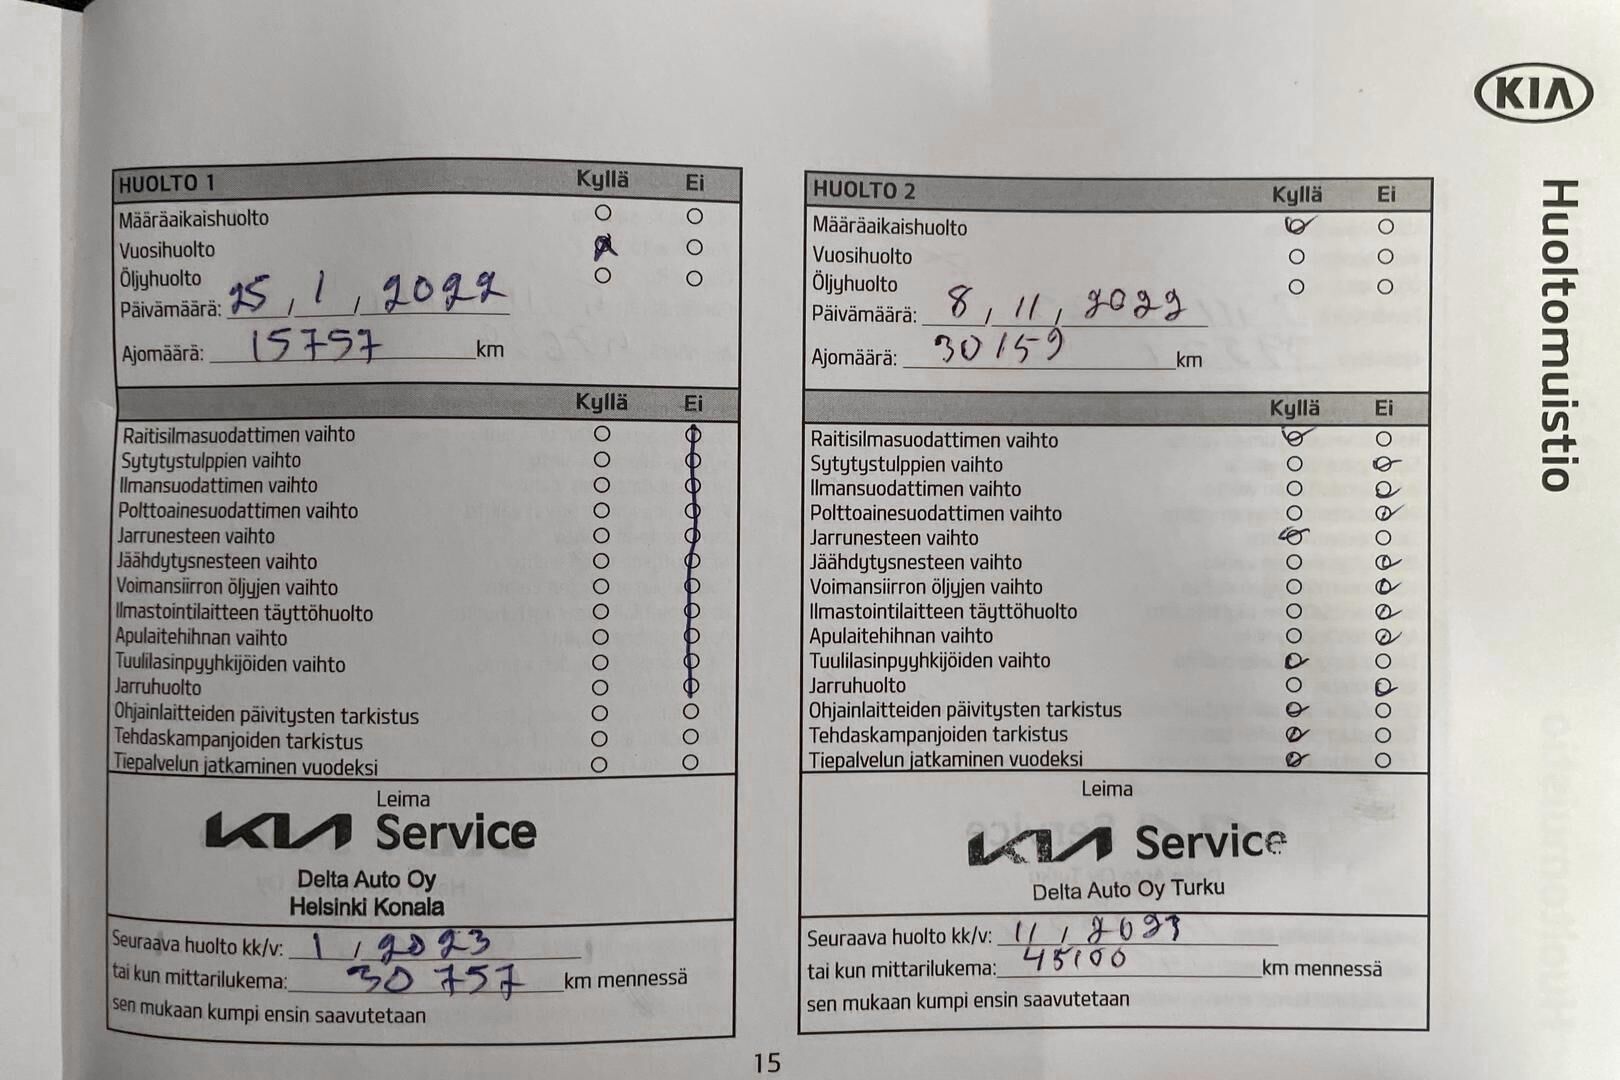 KIA
Huoltomuistio
HUOLTO 1 Kyllä Ei
Määräaikaishuolto
Vuosihuolto
Öljyhuolto
Päivämäärä: 25, 1, 2022
Ajomäärä: 15757 km
Kyllä Ei
Raitisilmasuodattimen vaihto
Sytytystulppien vaihto
Ilmansuodattimen vaihto
Polttoainesuodattimen vaihto
Jarrunesteen vaihto
Jäähdytysnesteen vaihto
Voimansiirron öljyjen vaihto
Ilmastointilaitteen täyttöhuolto
Apulaitehihnan vaihto
Tuulilasinpyyhkijöiden vaihto
Jarruhuolto
Ohjainlaitteiden päivitysten tarkistus
Tehdaskampanjoiden tarkistus
Tiepalvelun jatkaminen vuodeksi
Leima
KIA Service
Delta Auto Oy
Helsinki Konala
Seuraava huolto kk/v: 1, 2023
tai kun mittarilukema: 30 757 km mennessä
sen mukaan kumpi ensin saavutetaan
HUOLTO 2 Kyllä Ei
Määräaikaishuolto
Vuosihuolto
Öljyhuolto
Päivämäärä: 8, 11, 2022
Ajomäärä: 30159 km
Kyllä Ei
Raitisilmasuodattimen vaihto
Sytytystulppien vaihto
Ilmansuodattimen vaihto
Polttoainesuodattimen vaihto
Jarrunesteen vaihto
Jäähdytysnesteen vaihto
Voimansiirron öljyjen vaihto
Ilmastointilaitteen täyttöhuolto
Apulaitehihnan vaihto
Tuulilasinpyyhkijöiden vaihto
Jarruhuolto
Ohjainlaitteiden päivitysten tarkistus
Tehdaskampanjoiden tarkistus
Tiepalvelun jatkaminen vuodeksi
Leima
KIA Service
Delta Auto Oy Turku
Seuraava huolto kk/v: 11, 2023
tai kun mittarilukema: 45100 km mennessä
sen mukaan kumpi ensin saavutetaan
15